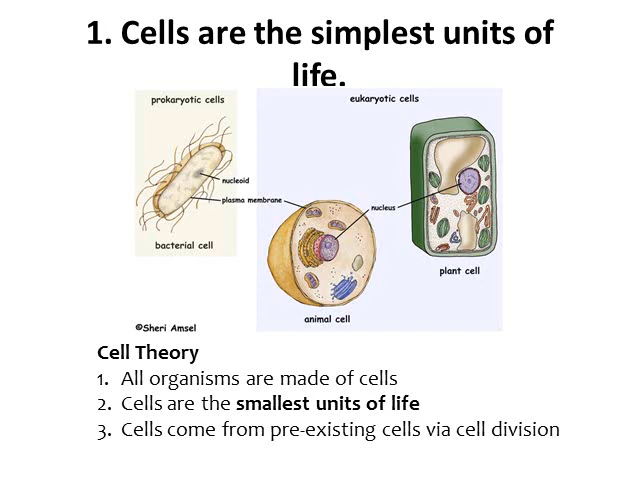 1. Cells are the simplest units of
life.
prokaryotic cells
eukaryotic cells
nucleoid
plasma membrane
nucleus
bacterial cell
plant cell
animal cell
©Sheri Amsel
Cell Theory
1. All organisms are made of cells
2. Cells are the smallest units of life
3. Cells come from pre-existing cells via cell division